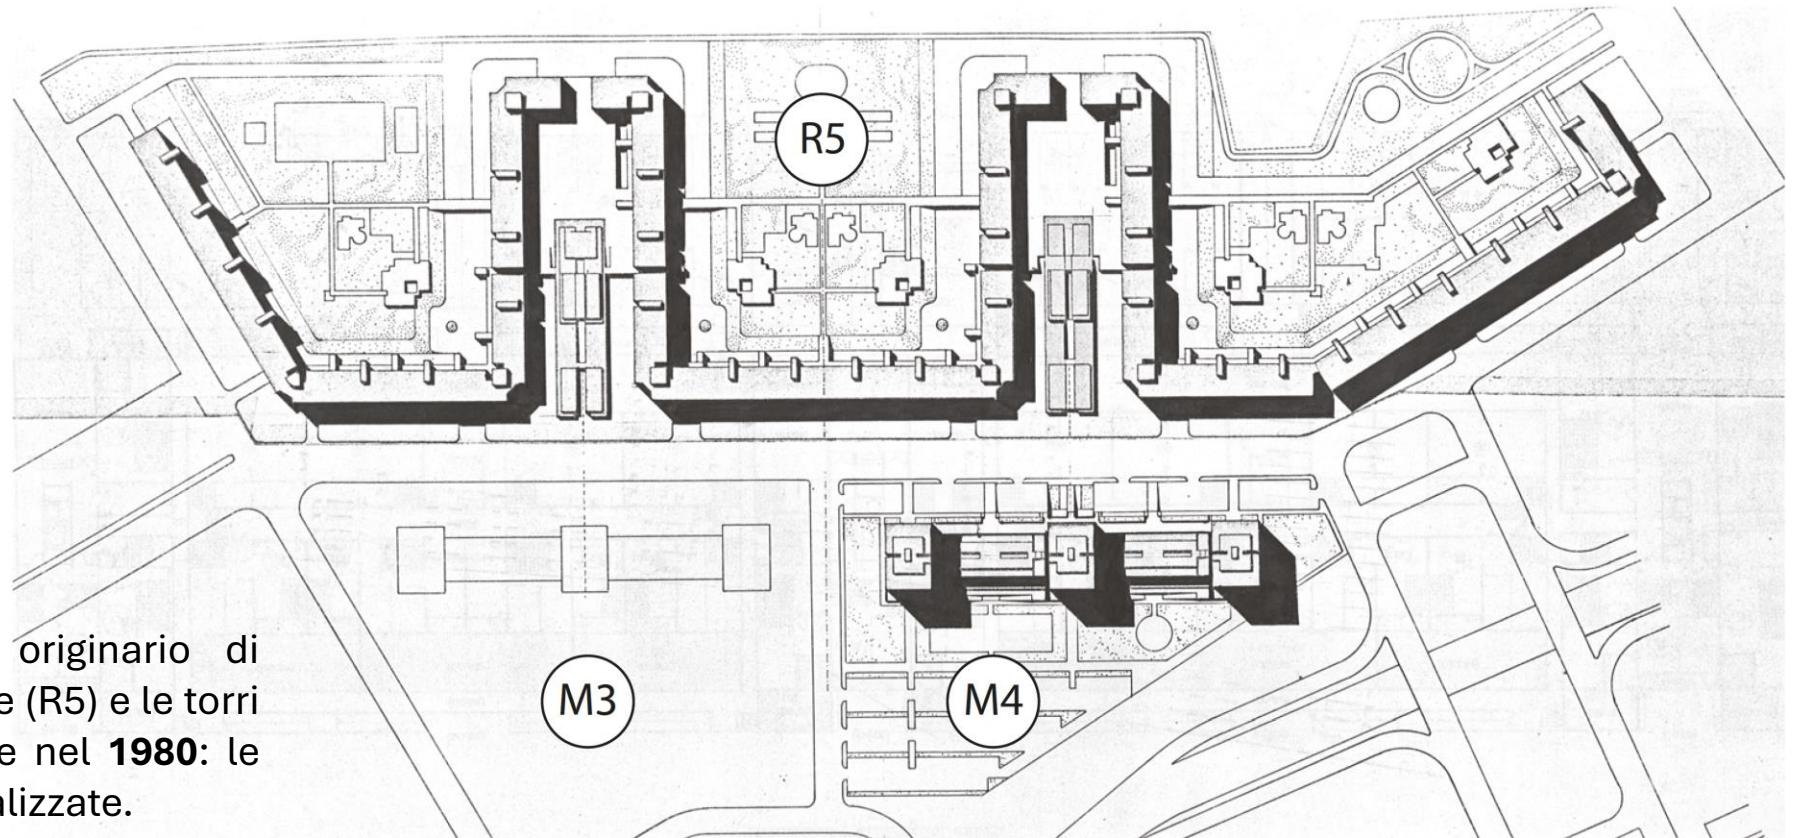 R5
M3
M4
originario di
e (R5) e le torri
e nel 1980: le
alizzate.